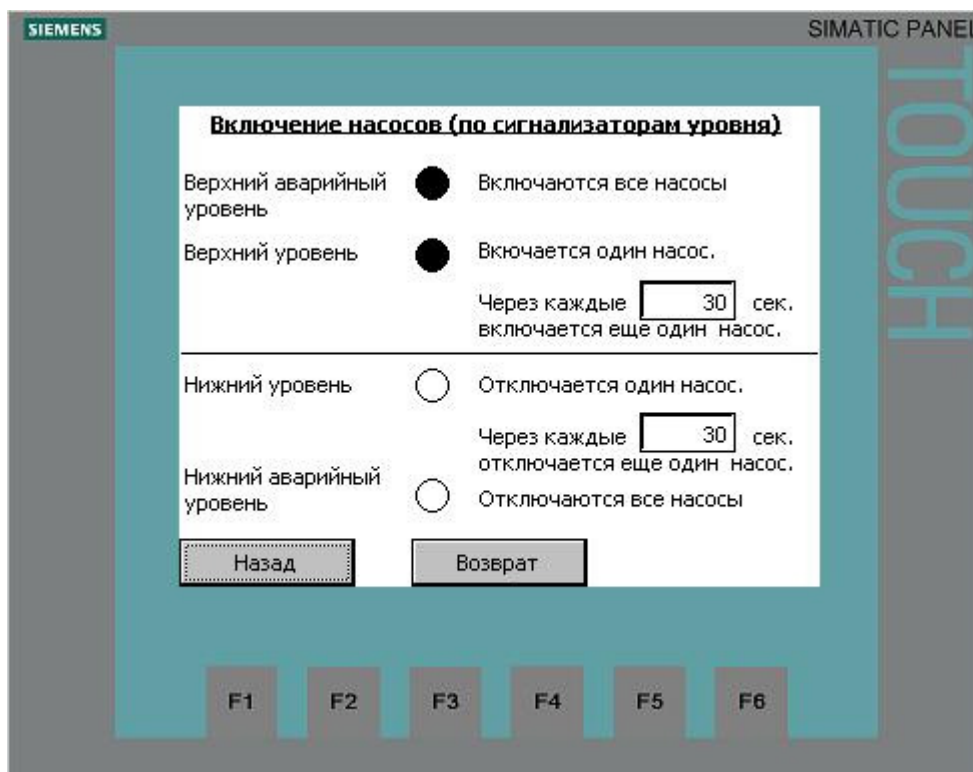 SIEMENS
SIMATIC PANEL
TOUCH
Включение насосов (по сигнализаторам уровня)
Верхний аварийный
уровень
Включаются все насосы
Верхний уровень
Вкючается один насос.
Через каждые 30 сек.
включается еще один насос.
Нижний уровень
Отключается один насос.
Через каждые 30 сек.
отключается еще один насос.
Нижний аварийный
уровень
Отключаются все насосы
Назад
Возврат
F1 F2 F3 F4 F5 F6